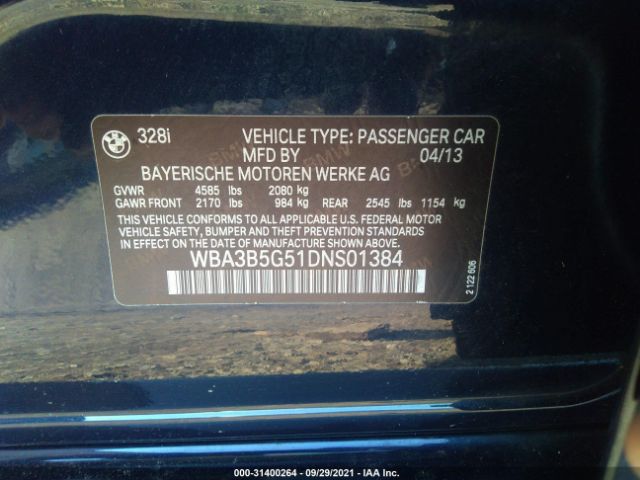 328i VEHICLE TYPE: PASSENGER CAR
MFD BY 04/13
BAYERISCHE MOTOREN WERKE AG
GVWR 4585 lbs 2080 kg
GAWR FRONT 2170 lbs 984 kg REAR 2545 lbs 1154 kg
THIS VEHICLE CONFORMS TO ALL APPLICABLE U.S. FEDERAL MOTOR
VEHICLE SAFETY, BUMPER AND THEFT PREVENTION STANDARDS
IN EFFECT ON THE DATE OF MANUFACTURE SHOWN ABOVE.
WBA3B5G51DNS01384
2 122 606
000-31400264 - 09/29/2021 - IAA Inc.